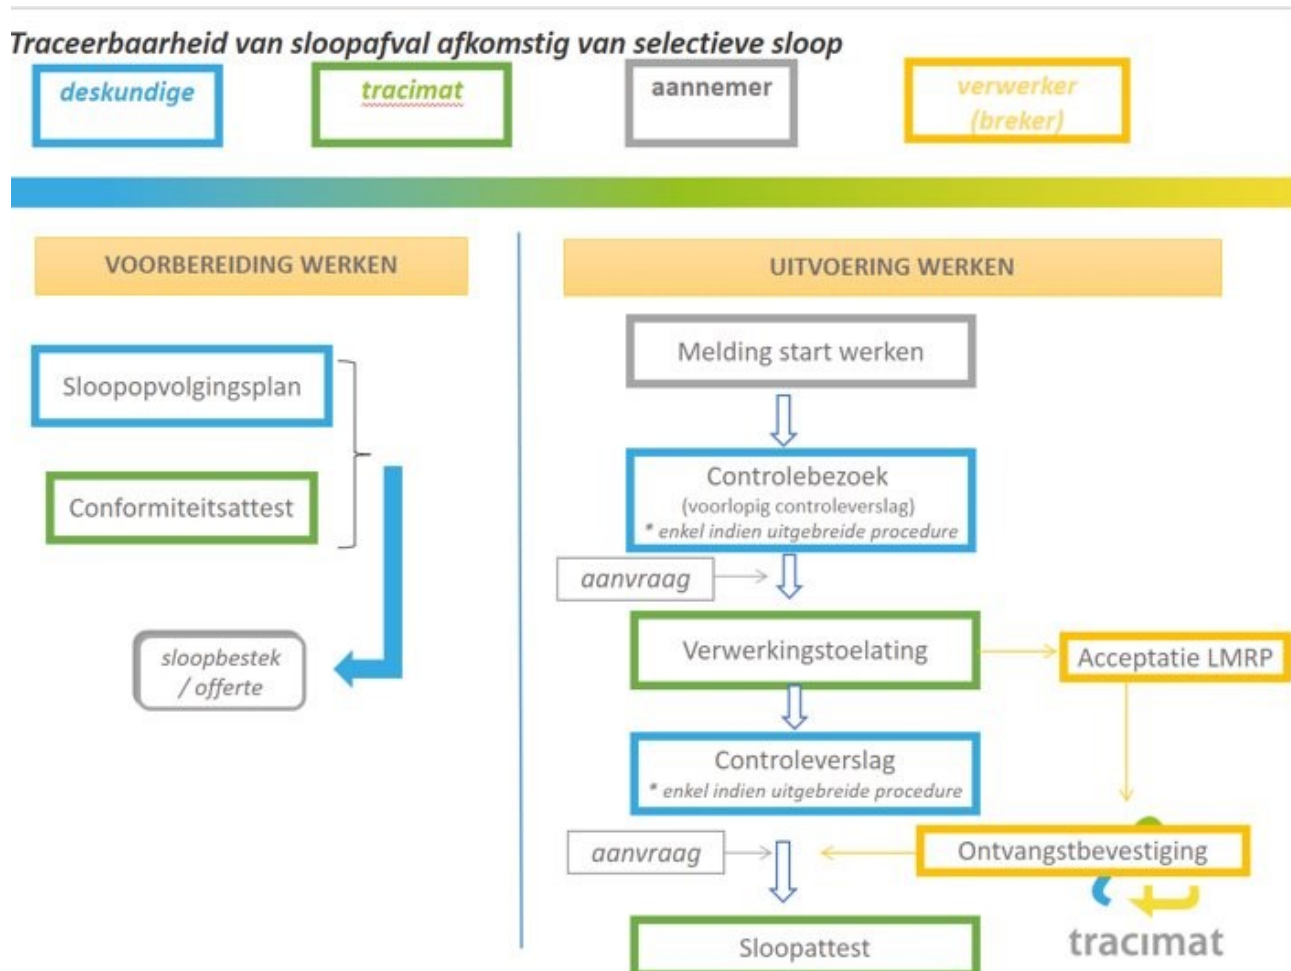 Traceerbaarheid van sloopafval afkomstig van selectieve sloop
deskundige
tracimat
aannemer
verwerker
(breker)
VOORBEREIDING WERKEN
Sloopopvolgingsplan
Conformiteitsattest
sloopbestek
/ offerte
UITVOERING WERKEN
Melding start werken
Controlebezoek
(voorlopig controleverslag)
* enkel indien uitgebreide procedure
aanvraag
Verwerkingstoelating
Acceptatie LMRP
Controleverslag
* enkel indien uitgebreide procedure
aanvraag
Ontvangstbevestiging
Sloopattest
tracimat